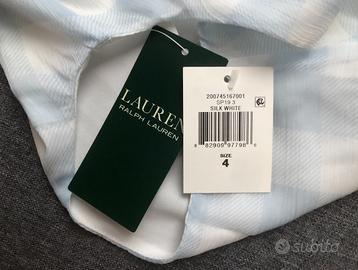 LAUREN
RALPH LAUREN
200745167001
SP19 3
SILK WHITE
8 82909 97798 6
SIZE
4
subito